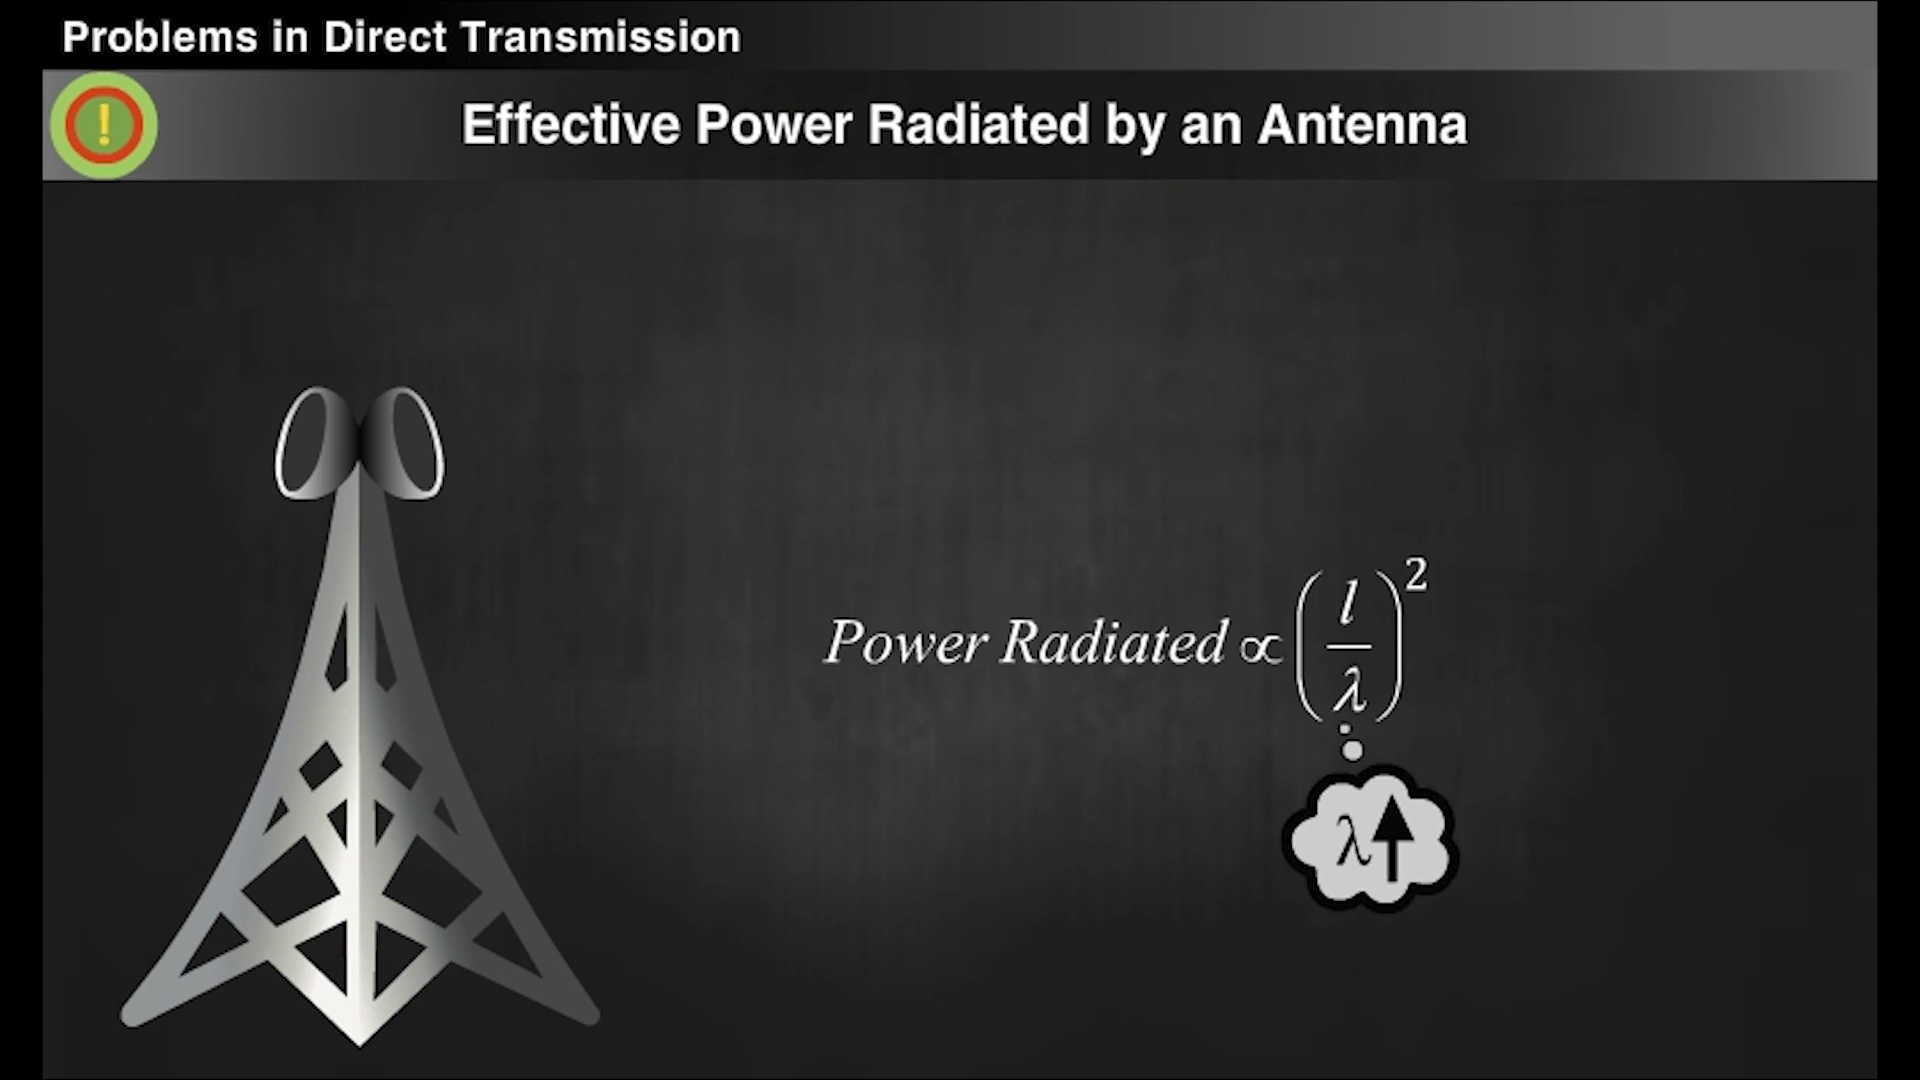 Problems in Direct Transmission
!
Effective Power Radiated by an Antenna
Power Radiated ∝ (l/λ)²
λ↑